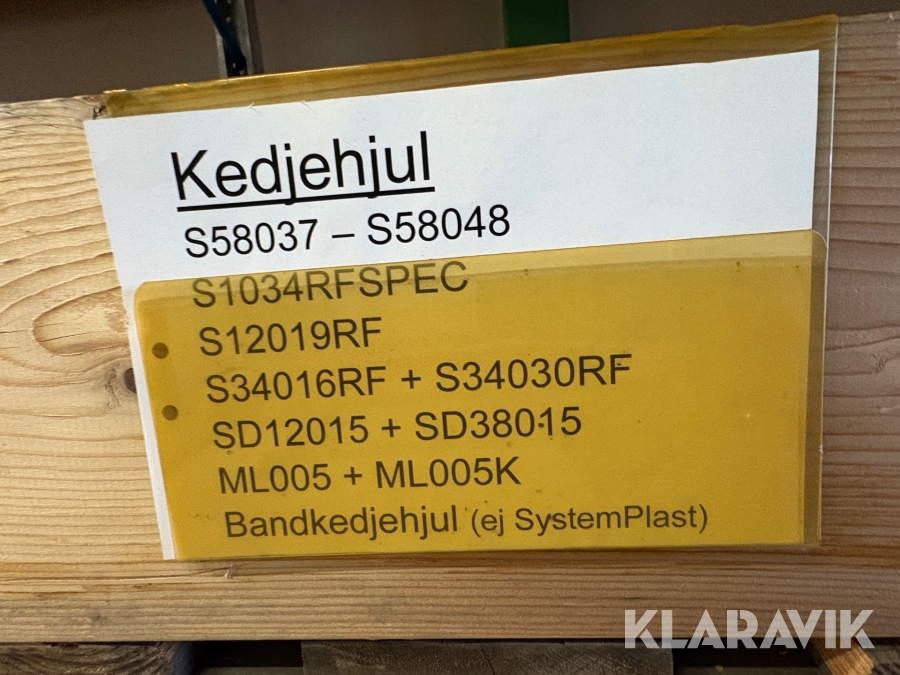 Kedjehjul
S58037 – S58048
S1034RFSPEC
S12019RF
S34016RF + S34030RF
SD12015 + SD38015
ML005 + ML005K
Bandkedjehjul (ej SystemPlast)
KLARAVIK